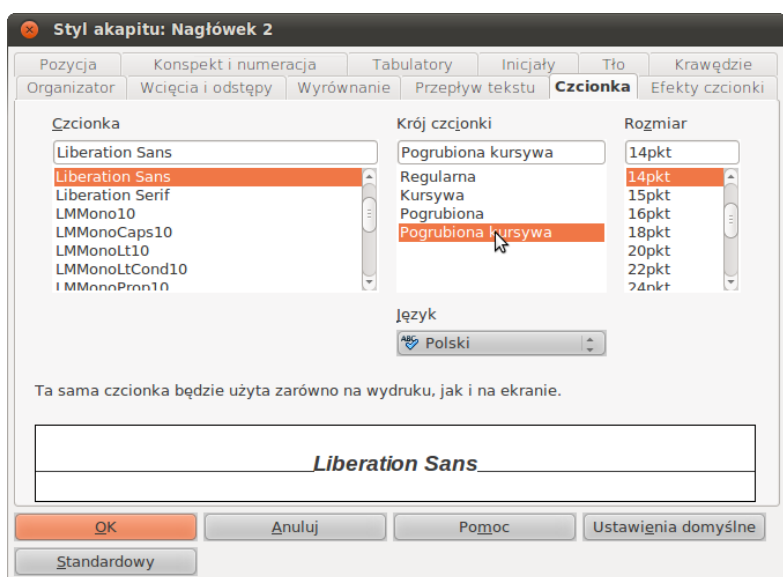 Styl akapitu: Nagłówek 2
Pozycja Konspekt i numeracja Tabulatory Inicjały Tło Krawędzie
Organizator Wcięcia i odstępy Wyrównanie Przepływ tekstu Czcionka Efekty czcionki
Czcionka Krój czcionki Rozmiar
Liberation Sans Pogrubiona kursywa 14pkt
Liberation Sans Regularna 14pkt
Liberation Serif Kursywa 15pkt
LMMono10 Pogrubiona 16pkt
LMMonoCaps10 Pogrubiona kursywa 18pkt
LMMonoLt10 20pkt
LMMonoLtCond10 22pkt
LMMonoProp10 24pkt
Język
ABC Polski
Ta sama czcionka będzie użyta zarówno na wydruku, jak i na ekranie.
Liberation Sans
OK Anuluj Pomoc Ustawienia domyślne
Standardowy